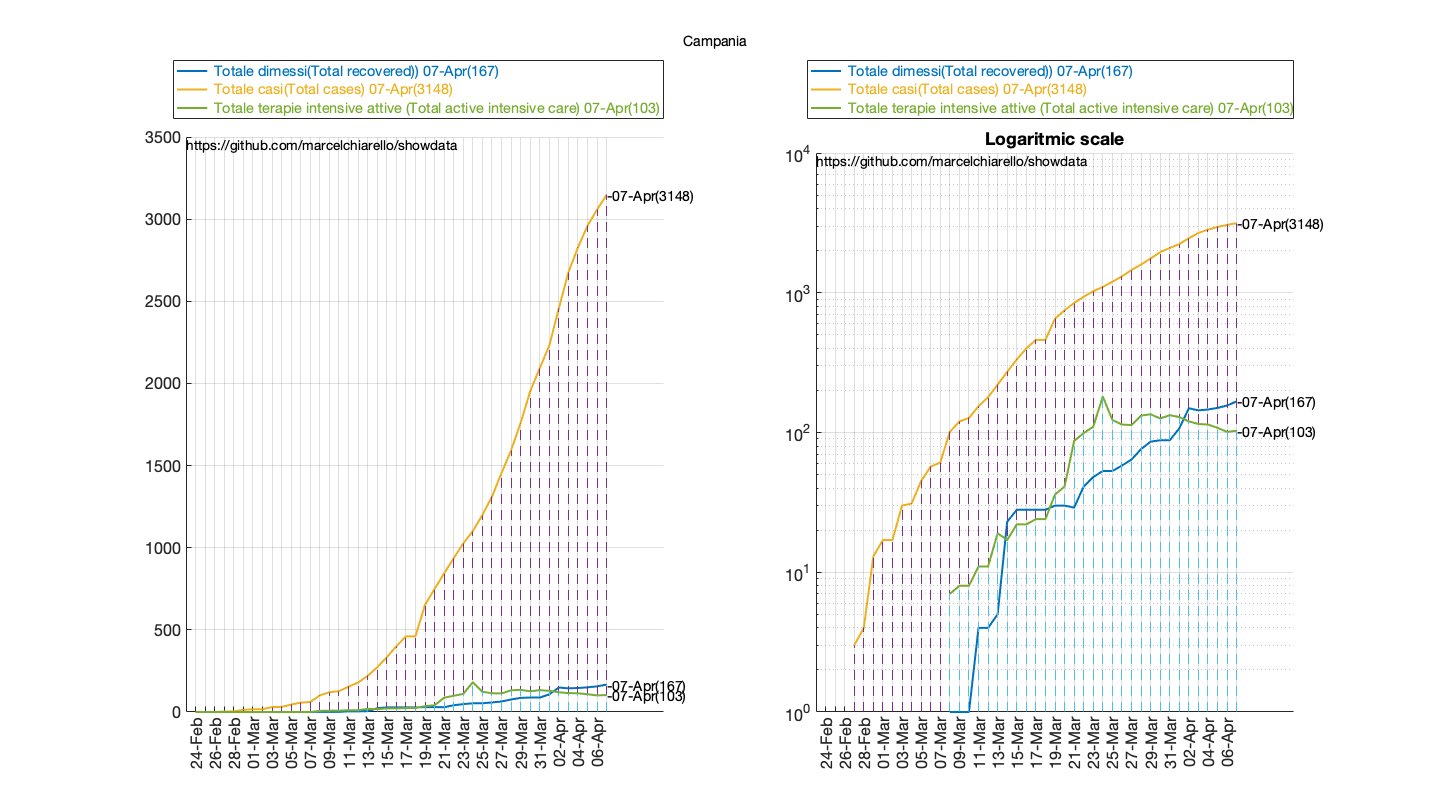 Campania
Totale dimessi(Total recovered)) 07-Apr(167)
Totale casi(Total cases) 07-Apr(3148)
Totale terapie intensive attive (Total active intensive care) 07-Apr(103)
3500
https://github.com/marcelchiarello/showdata
3000
2500
2000
1500
1000
500
0
-07-Apr(3148)
-07-Apr(167)
-07-Apr(103)
24-Feb
26-Feb
28-Feb
01-Mar
03-Mar
05-Mar
07-Mar
09-Mar
11-Mar
13-Mar
15-Mar
17-Mar
19-Mar
21-Mar
23-Mar
25-Mar
27-Mar
29-Mar
31-Mar
02-Apr
04-Apr
06-Apr
Totale dimessi(Total recovered)) 07-Apr(167)
Totale casi(Total cases) 07-Apr(3148)
Totale terapie intensive attive (Total active intensive care) 07-Apr(103)
Logaritmic scale
10^4
https://github.com/marcelchiarello/showdata
10^3
10^2
10^1
10^0
-07-Apr(3148)
-07-Apr(167)
-07-Apr(103)
24-Feb
26-Feb
28-Feb
01-Mar
03-Mar
05-Mar
07-Mar
09-Mar
11-Mar
13-Mar
15-Mar
17-Mar
19-Mar
21-Mar
23-Mar
25-Mar
27-Mar
29-Mar
31-Mar
02-Apr
04-Apr
06-Apr